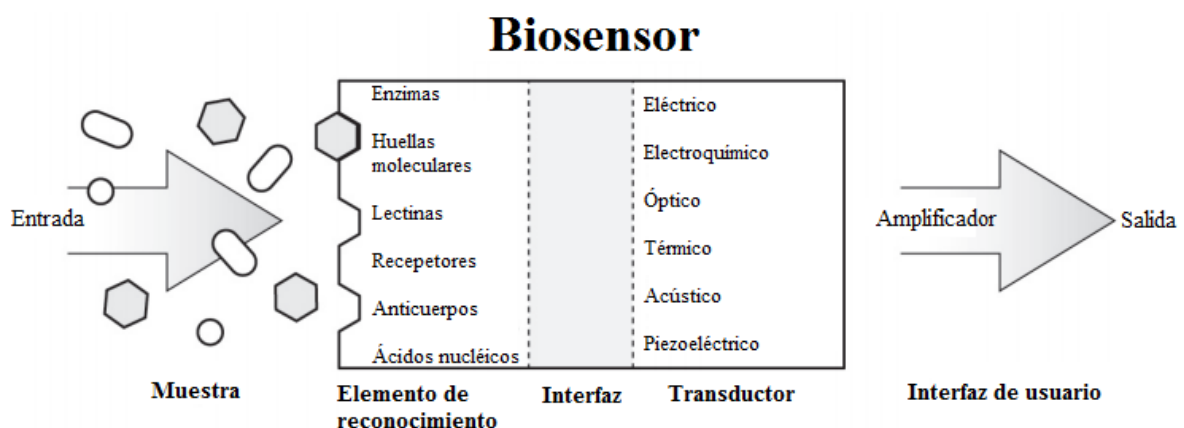 Biosensor
Entrada
Enzimas
Huellas
moleculares
Lectinas
Recepetores
Anticuerpos
Ácidos nucléicos
Eléctrico
Electroquímico
Óptico
Térmico
Acústico
Piezoeléctrico
Amplificador
Salida
Muestra
Elemento de
reconocimiento
Interfaz
Transductor
Interfaz de usuario